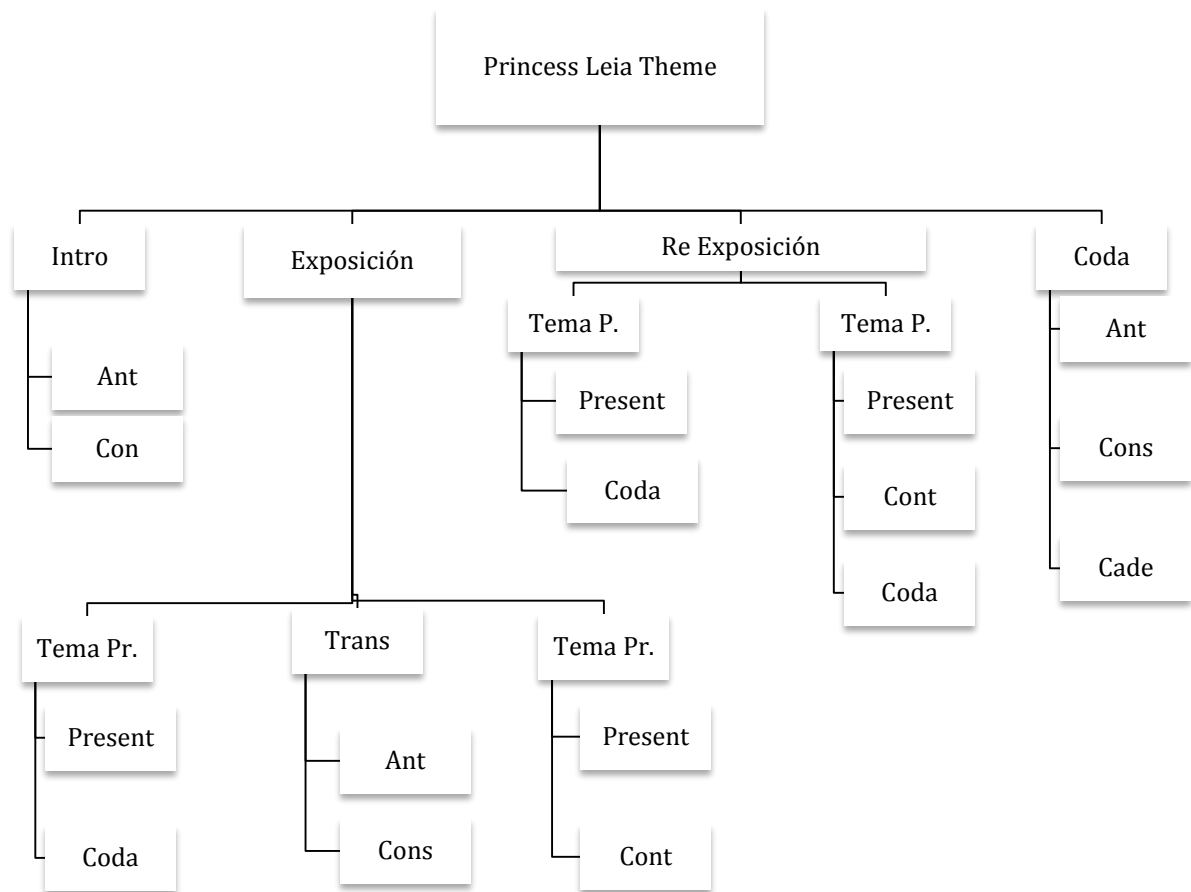 Princess Leia Theme
Intro
Ant
Con
Exposición
Tema Pr.
Present
Coda
Trans
Ant
Cons
Tema Pr.
Present
Cont
Re Exposición
Tema P.
Present
Coda
Tema P.
Present
Cont
Coda
Coda
Ant
Cons
Cade